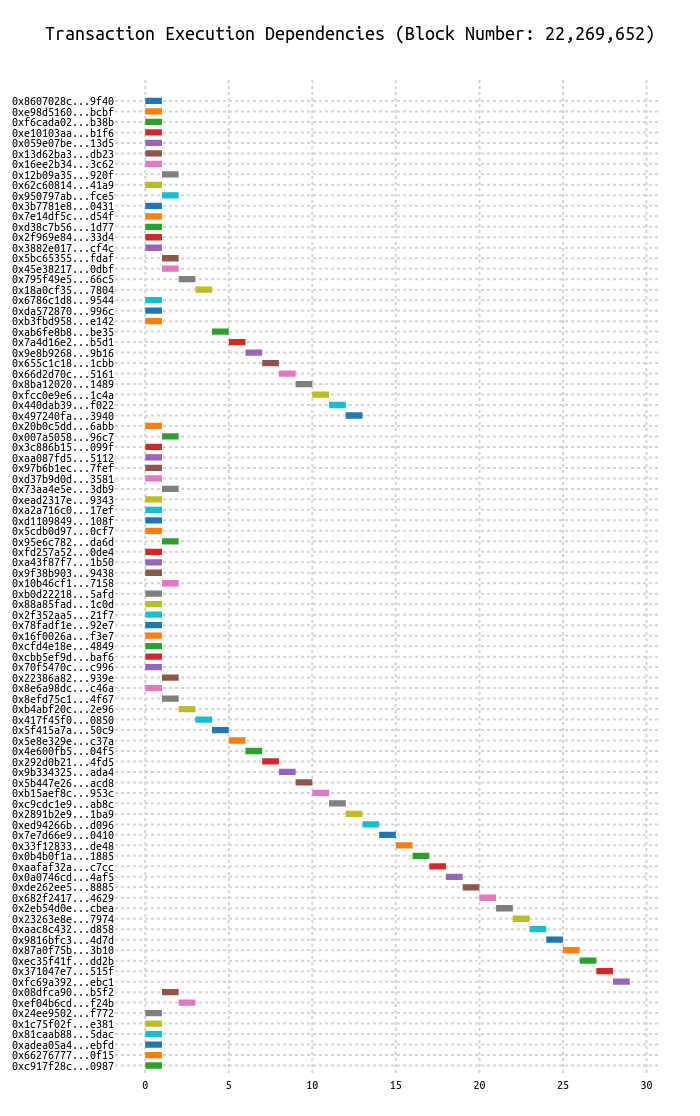 Transaction Execution Dependencies (Block Number: 22,269,652)
0x8607028c...9f40
0xe98d5160...bcbf
0xf6cada02...b38b
0xe10103aa...b1f6
0x059e07be...13d5
0x13d62ba3...db23
0x16ee2b34...3c62
0x12b09a35...920f
0x62c60814...41a9
0x950797ab...fce5
0x3b7781e8...0431
0x7e14df5c...d54f
0xd38c7b56...1d77
0x2f969e84...33d4
0x3882e017...cf4c
0x5bc65355...fdaf
0x45e38217...0dbf
0x795f49e5...66c5
0x18a0cf35...7804
0x6786c1d8...9544
0xda572870...996c
0xb3fbd958...e142
0xab6fe8b8...be35
0x7a4d16e2...b5d1
0x9e8b9268...9b16
0x655c1c18...1cbb
0x66d2d70c...5161
0x8ba12020...1489
0xfcc0e9e6...1c4a
0x440dab39...f022
0x497240fa...3940
0x20b0c5dd...6abb
0x007a5058...96c7
0x3c886b15...099f
0xaa087fd5...5112
0x97b6b1ec...7fef
0xd37b9d0d...3581
0x73aa4e5e...3db9
0xead2317e...9343
0xa2a716c0...17ef
0xd1109849...108f
0x5cdb0d97...0cf7
0x95e6c782...da6d
0xfd257a52...0de4
0xa43f87f7...1b50
0x9f38b903...9438
0x10b46cf1...7158
0xb0d22218...5afd
0x88a85fad...1c0d
0x2f352aa5...21f7
0x78fadf1e...92e7
0x16f0026a...f3e7
0xcfd4e18e...4849
0xcbb5ef9d...baf6
0x70f5470c...c996
0x22386a82...939e
0x8e6a98dc...c46a
0x8efd75c1...4f67
0xb4abf20c...2e96
0x417f45f0...0850
0x5f415a7a...50c9
0x5e8e329e...c37a
0x4e600fb5...04f5
0x292d0b21...4fd5
0x9b334325...ada4
0x5b447e26...acd8
0xb15aef8c...953c
0xc9cdc1e9...ab8c
0x2891b2e9...1ba9
0xed94266b...d096
0x7e7d66e9...0410
0x33f12833...de48
0x0b4b0f1a...1885
0xaafaf32a...c7cc
0x0a0746cd...4af5
0xde262ee5...8885
0x682f2417...4629
0x2eb54d0e...cbea
0x23263e8e...7974
0xaac8c432...d858
0x9816bfc3...4d7d
0x87a0f75b...3b10
0xec35f41f...dd2b
0x371047e7...515f
0xfc69a392...ebc1
0x08dfca90...b5f2
0xef04b6cd...f24b
0x24ee9502...f772
0x1c75f02f...e381
0x81caab88...5dac
0xadea05a4...ebfd
0x66276777...0f15
0xc917f28c...0987
0 5 10 15 20 25 30